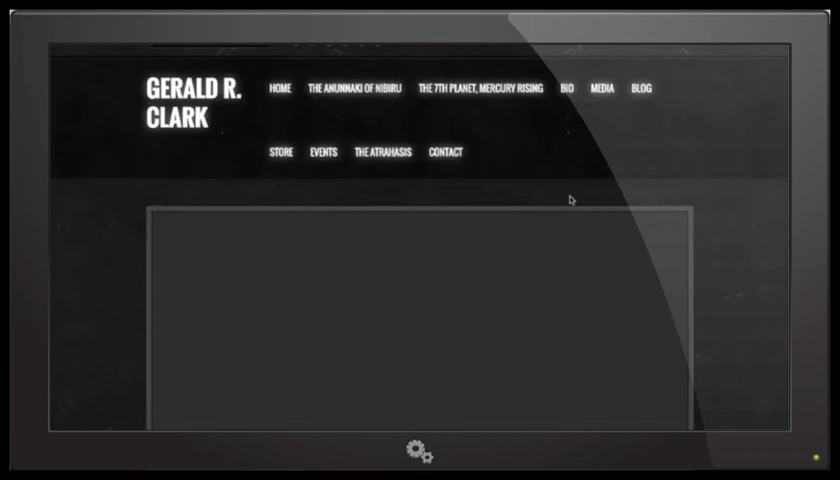 GERALD R.
CLARK
HOME THE ANUNNAKI OF NIBIRU THE 7TH PLANET, MERCURY RISING BIO MEDIA BLOG
STORE EVENTS THE ATRAHASIS CONTACT